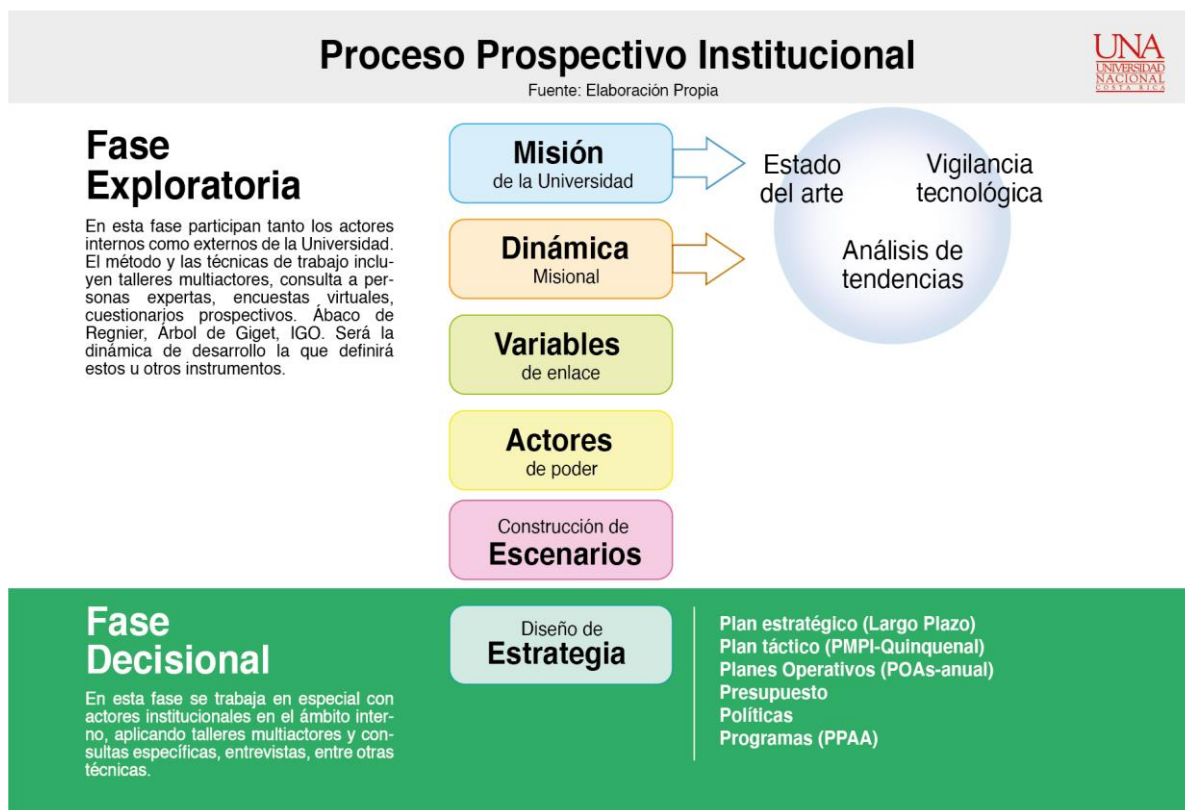 Proceso Prospectivo Institucional
Fuente: Elaboración Propia
UNA
UNIVERSIDAD
NACIONAL
COSTA RICA
Fase
Exploratoria
En esta fase participan tanto los actores
internos como externos de la Universidad.
El método y las técnicas de trabajo inclu-
yen talleres multiactores, consulta a per-
sonas expertas, encuestas virtuales,
cuestionarios prospectivos. Ábaco de
Regnier, Árbol de Giget, IGO. Será la
dinámica de desarrollo la que definirá
estos u otros instrumentos.
Misión
de la Universidad
Dinámica
Misional
Variables
de enlace
Actores
de poder
Construcción de
Escenarios
Estado
del arte
Vigilancia
tecnológica
Análisis de
tendencias
Fase
Decisional
En esta fase se trabaja en especial con
actores institucionales en el ámbito inter-
no, aplicando talleres multiactores y con-
sultas específicas, entrevistas, entre otras
técnicas.
Diseño de
Estrategia
Plan estratégico (Largo Plazo)
Plan táctico (PMPI-Quinquenal)
Planes Operativos (POAs-anual)
Presupuesto
Políticas
Programas (PPAA)